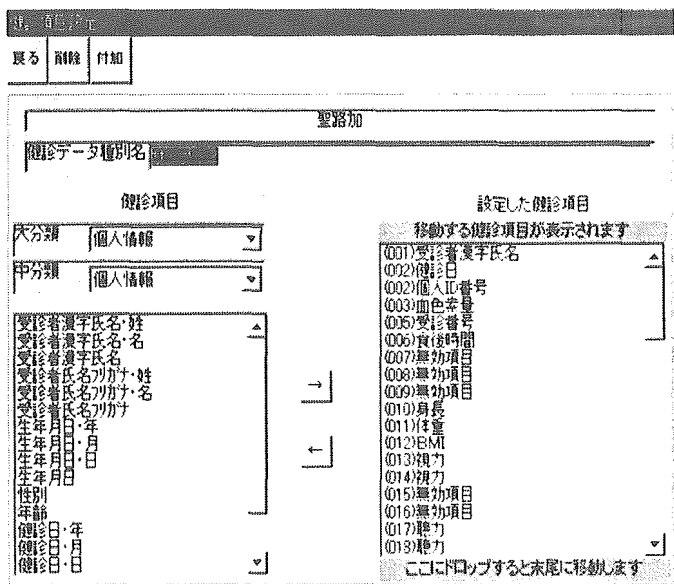 戻る
削除
付加
聖路加
健診データ種別名
健診項目
大分類
個人情報
中分類
個人情報
受診者漢字氏名・姓
受診者漢字氏名・名
受診者漢字氏名
受診者氏名フリガナ・姓
受診者氏名フリガナ・名
受診者氏名フリガナ
生年月日・年
生年月日・月
生年月日・日
生年月日
性別
年齢
健診日・年
健診日・月
健診日・日
→
←
設定した健診項目
移動する健診項目が表示されます
(001)受診者漢字氏名
(002)健診日
(002)個人ID番号
(003)血色素量
(005)受診番号
(006)食後時間
(007)無効項目
(008)無効項目
(009)無効項目
(010)身長
(011)体重
(012)BMI
(013)視力
(014)視力
(015)無効項目
(016)無効項目
(017)聴力
(018)聴力
ここにドロップすると末尾に移動します